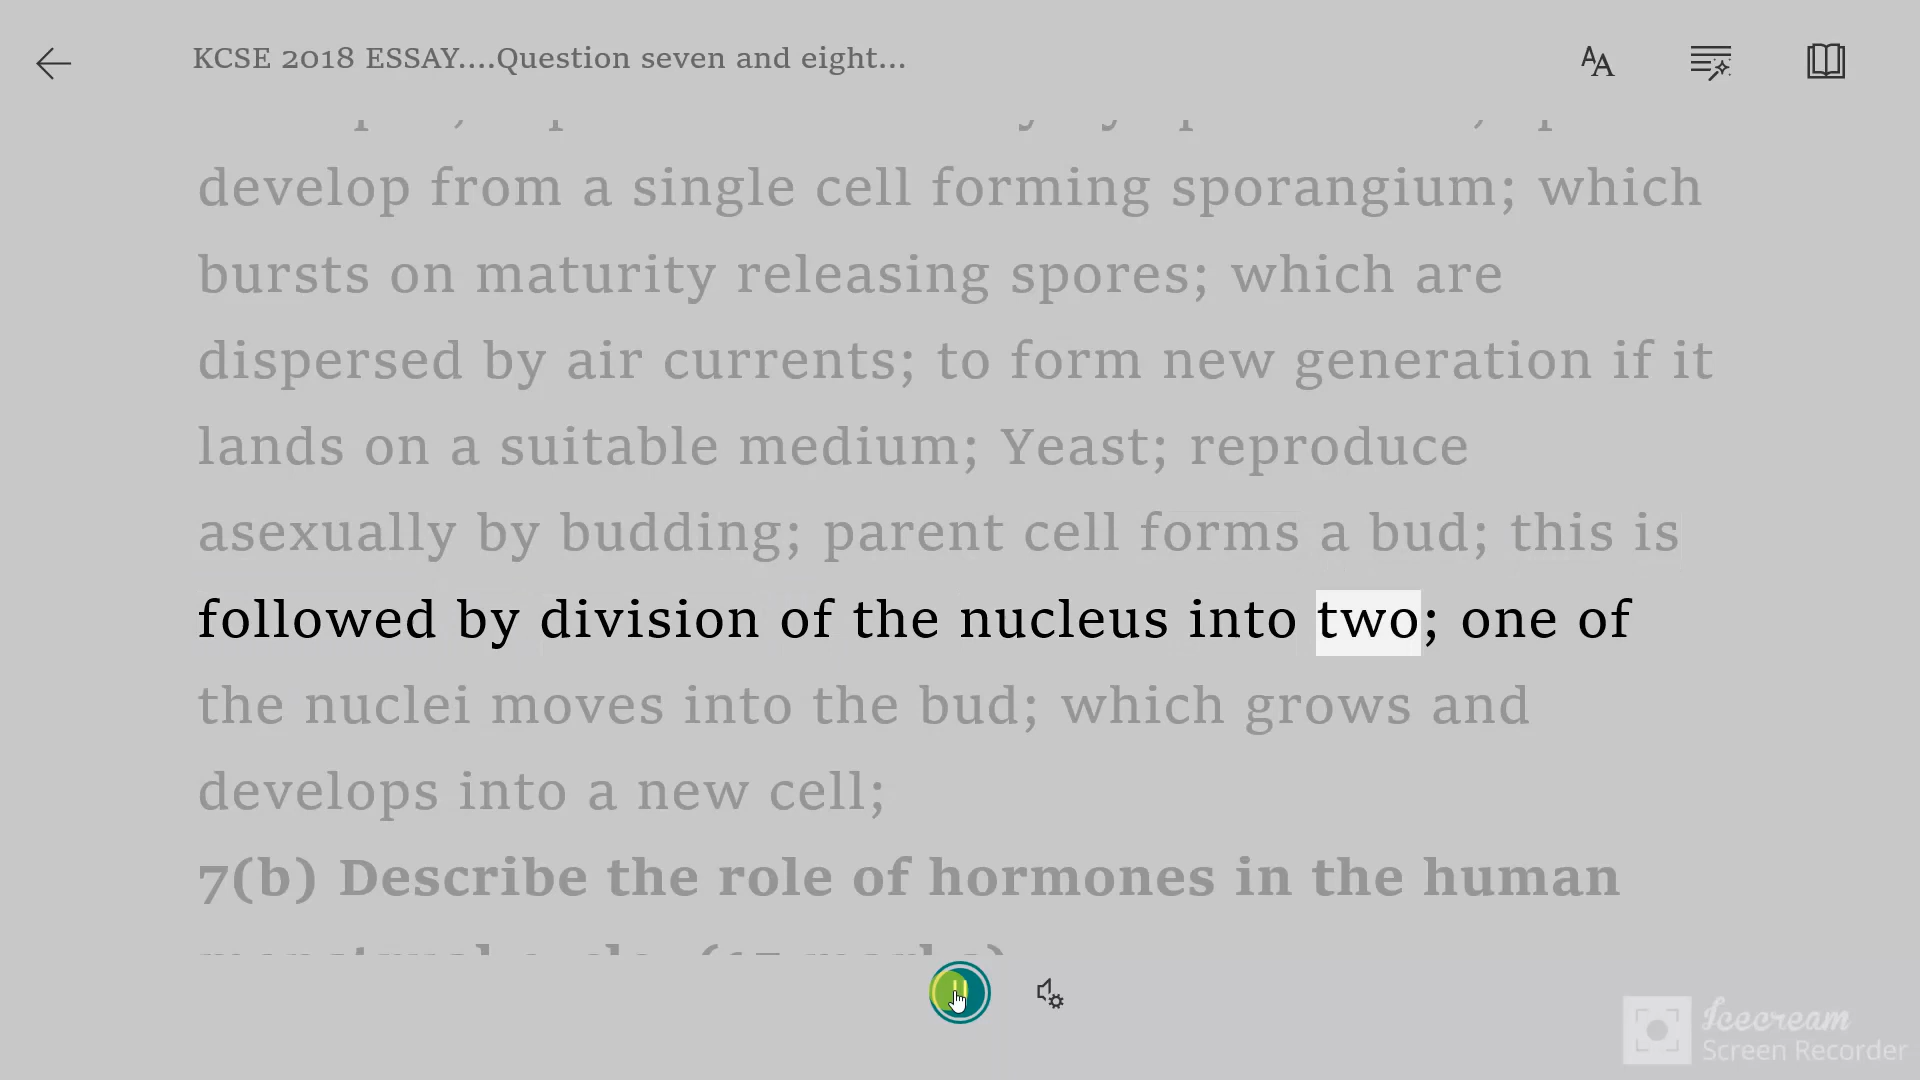 KCSE 2018 ESSAY....Question seven and eight...
develop from a single cell forming sporangium; which
bursts on maturity releasing spores; which are
dispersed by air currents; to form new generation if it
lands on a suitable medium; Yeast; reproduce
asexually by budding; parent cell forms a bud; this is
followed by division of the nucleus into two; one of
the nuclei moves into the bud; which grows and
develops into a new cell;
7(b) Describe the role of hormones in the human
Icecream
Screen Recorder